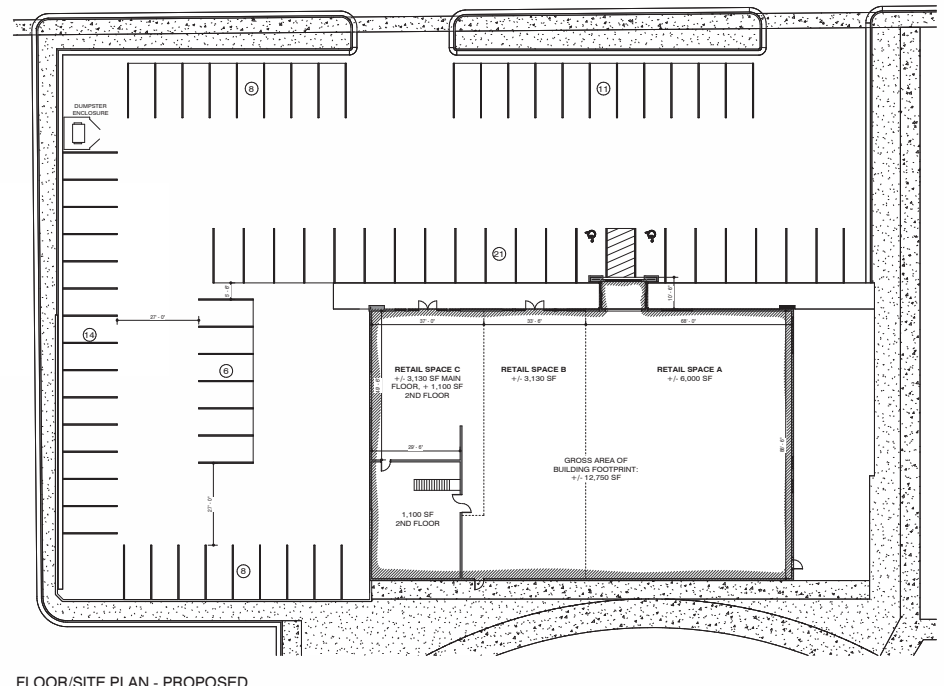 8
11
DUMPSTER
ENCLOSURE
21
10'- 6"
27'- 0"
14
6
37'- 0"
33'- 6"
68'- 0"
RETAIL SPACE C
+/- 3,130 SF MAIN
FLOOR, + 1,100 SF
2ND FLOOR
RETAIL SPACE B
+/- 3,130 SF
RETAIL SPACE A
+/- 6,000 SF
29'- 6"
GROSS AREA OF
BUILDING FOOTPRINT:
+/- 12,750 SF
1,100 SF
2ND FLOOR
27'- 0"
8
FLOOR/SITE PLAN - PROPOSED